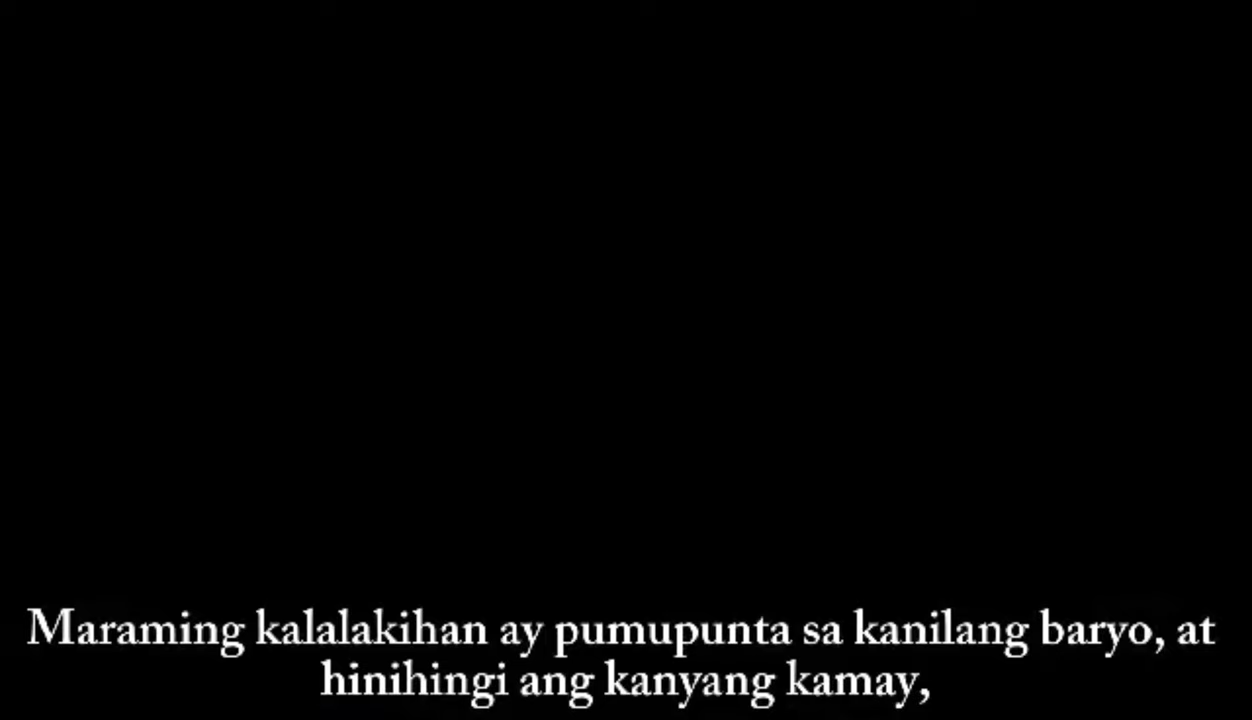 Maraming kalalakihan ay pumupunta sa kanilang baryo, at
hinihingi ang kanyang kamay,